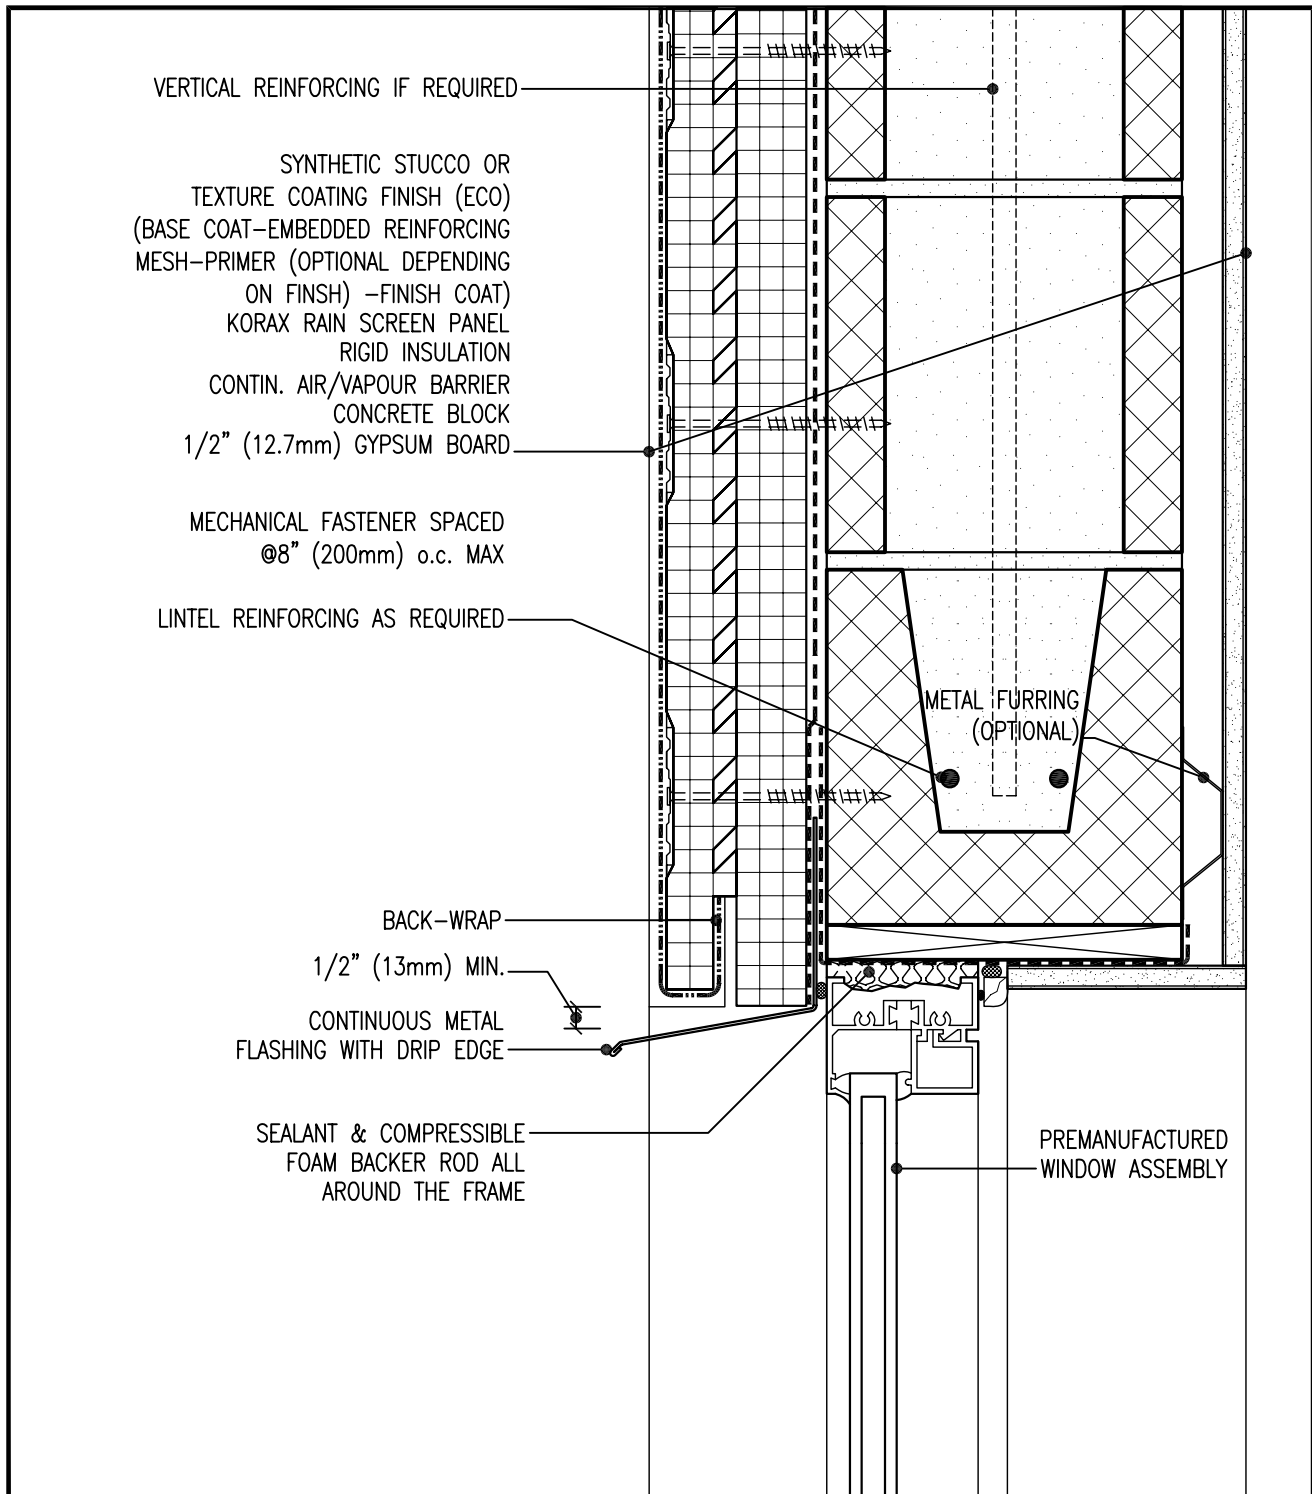 VERTICAL REINFORCING IF REQUIRED
SYNTHETIC STUCCO OR
TEXTURE COATING FINISH (ECO)
(BASE COAT-EMBEDDED REINFORCING
MESH-PRIMER (OPTIONAL DEPENDING
ON FINSH) -FINISH COAT)
KORAX RAIN SCREEN PANEL
RIGID INSULATION
CONTIN. AIR/VAPOUR BARRIER
CONCRETE BLOCK
1/2" (12.7mm) GYPSUM BOARD
MECHANICAL FASTENER SPACED
@8" (200mm) o.c. MAX
LINTEL REINFORCING AS REQUIRED
METAL FURRING
(OPTIONAL)
BACK-WRAP
1/2" (13mm) MIN.
CONTINUOUS METAL
FLASHING WITH DRIP EDGE
SEALANT & COMPRESSIBLE
FOAM BACKER ROD ALL
AROUND THE FRAME
PREMANUFACTURED
WINDOW ASSEMBLY